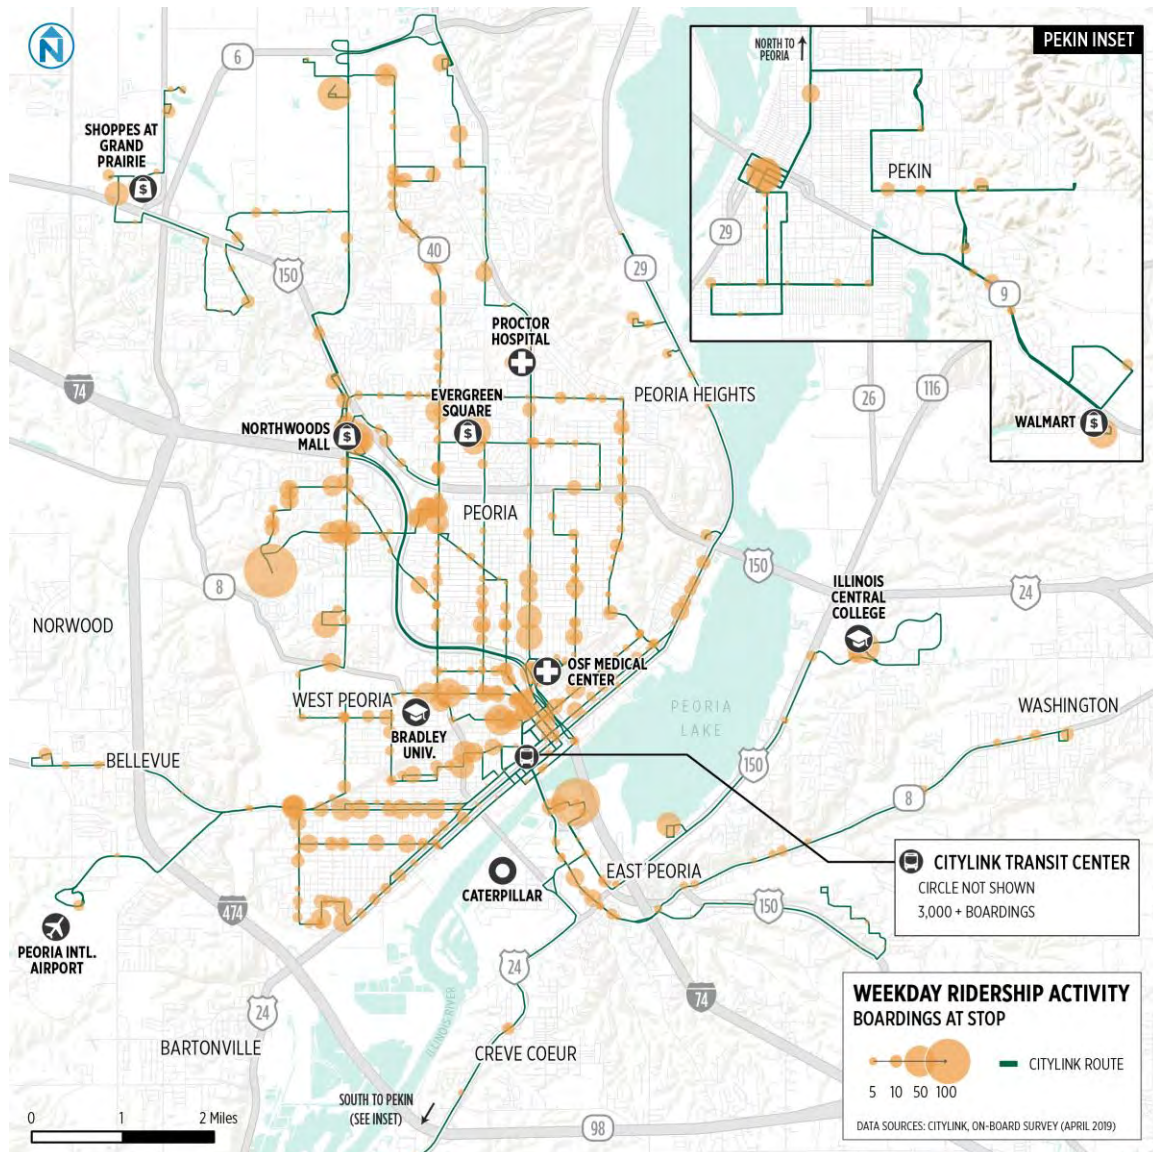 N
6
SHOPPES AT
GRAND
PRAIRIE
$
40
150
29
PROCTOR
HOSPITAL
74
EVERGREEN
SQUARE
$
PEORIA HEIGHTS
26
116
NORTHWOODS
MALL
$
PEORIA
8
150
24
NORWOOD
ILLINOIS
CENTRAL
COLLEGE
OSF MEDICAL
CENTER
WEST PEORIA
BRADLEY
UNIV.
PEORIA
LAKE
WASHINGTON
BELLEVUE
150
8
EAST PEORIA
CATERPILLAR
474
150
PEORIA INTL.
AIRPORT
24
24
74
BARTONVILLE
ILLINOIS RIVER
CREVE COEUR
SOUTH TO PEKIN
(SEE INSET)
98
0 1 2 Miles
PEKIN INSET
NORTH TO
PEORIA
PEKIN
29
9
WALMART
$
CITYLINK TRANSIT CENTER
CIRCLE NOT SHOWN
3,000 + BOARDINGS
WEEKDAY RIDERSHIP ACTIVITY
BOARDINGS AT STOP
5 10 50 100
CITYLINK ROUTE
DATA SOURCES: CITYLINK, ON-BOARD SURVEY (APRIL 2019)